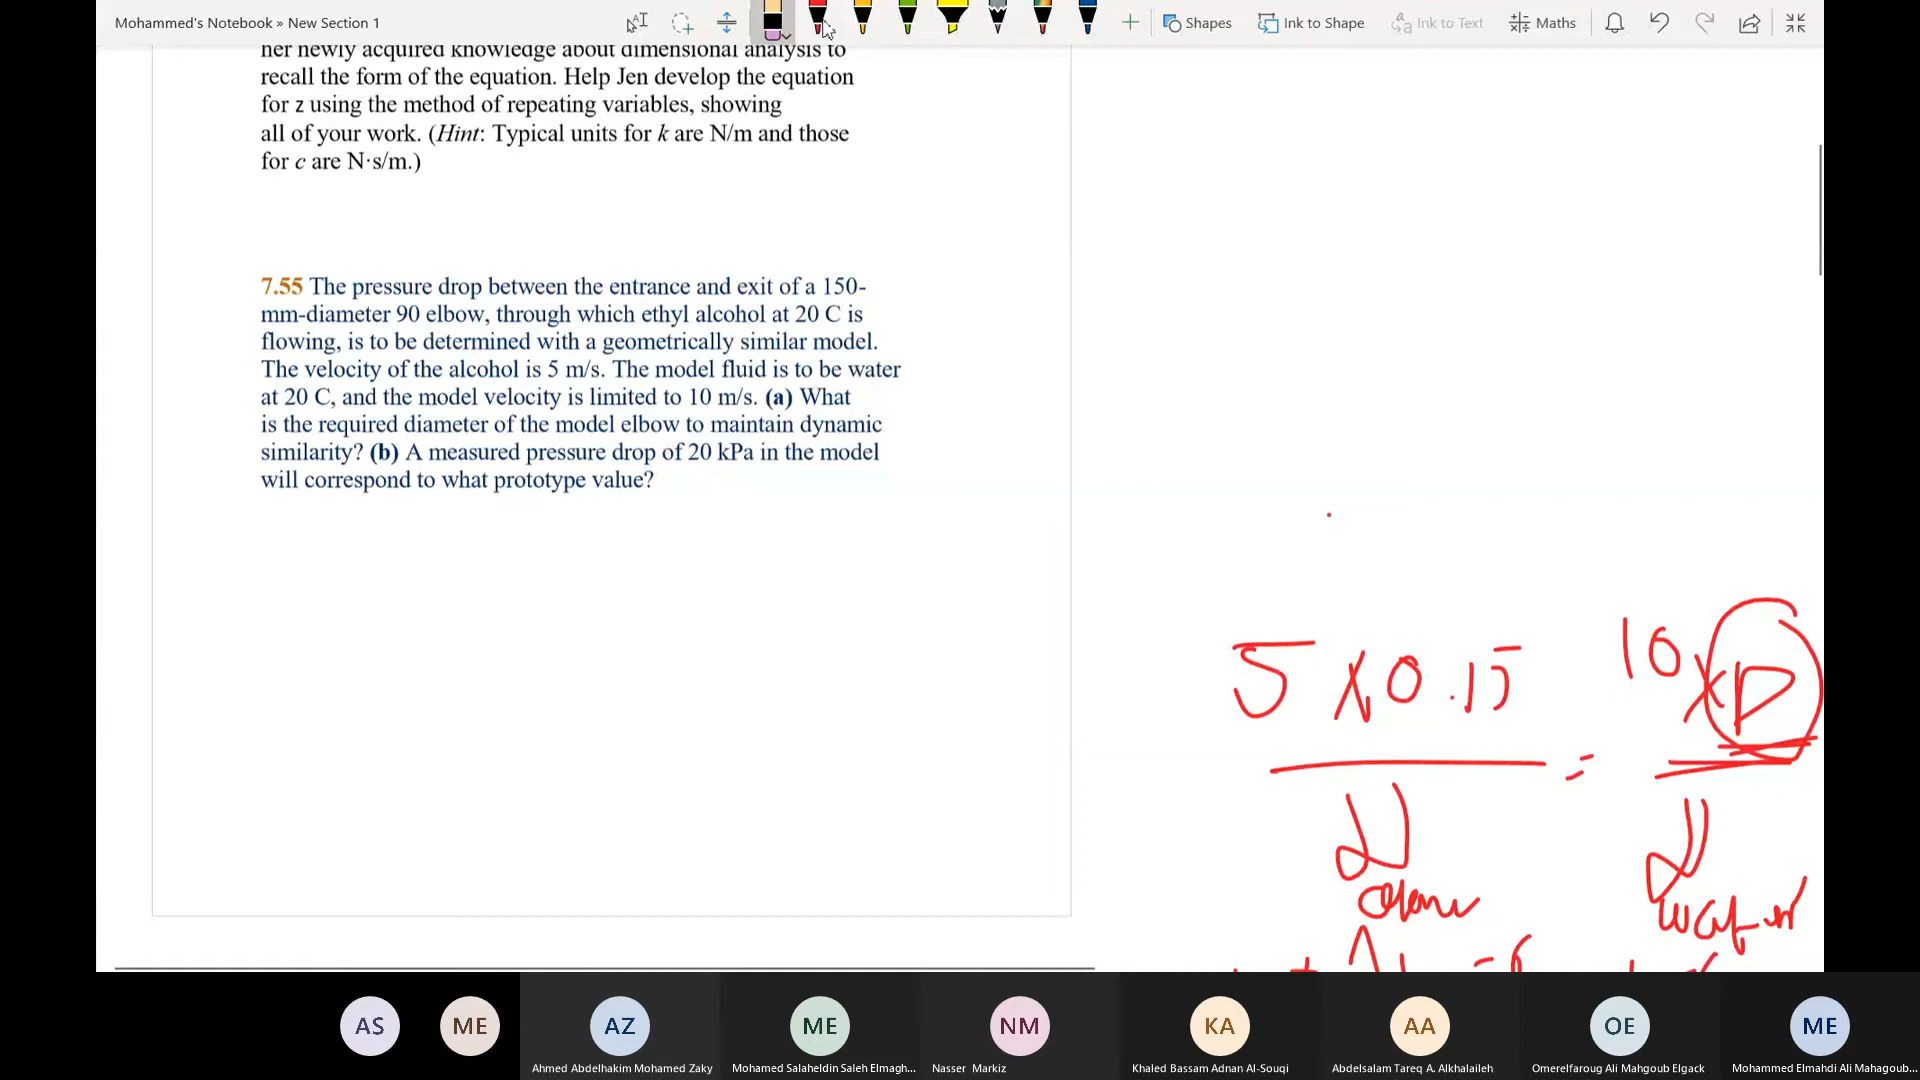 Mohammed's Notebook » New Section 1
Shapes
Ink to Shape
Ink to Text
Maths
her newly acquired knowledge about dimensional analysis to
recall the form of the equation. Help Jen develop the equation
for z using the method of repeating variables, showing
all of your work. (Hint: Typical units for k are N/m and those
for c are N·s/m.)
7.55 The pressure drop between the entrance and exit of a 150-
mm-diameter 90 elbow, through which ethyl alcohol at 20 C is
flowing, is to be determined with a geometrically similar model.
The velocity of the alcohol is 5 m/s. The model fluid is to be water
at 20 C, and the model velocity is limited to 10 m/s. (a) What
is the required diameter of the model elbow to maintain dynamic
similarity? (b) A measured pressure drop of 20 kPa in the model
will correspond to what prototype value?
5 x 0.15 = 10 x D
water
AS
ME
AZ
ME
NM
KA
AA
OE
ME
Ahmed Abdelhakim Mohamed Zaky
Mohamed Salaheldin Saleh Elmagh...
Nasser Markiz
Khaled Bassam Adnan Al-Souqi
Abdelsalam Tareq A. Alkhalaileh
Omerelfaroug Ali Mahgoub Elgack
Mohammed Elmahdi Ali Mahagoub...